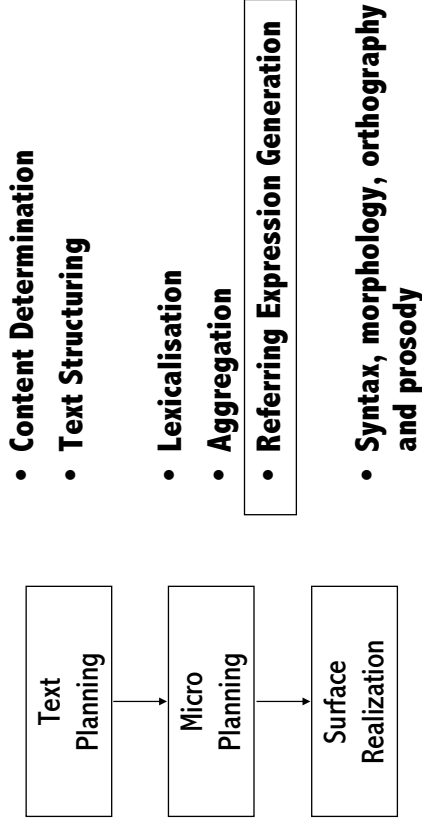 Text
Planning
Micro
Planning
Surface
Realization
• Content Determination
• Text Structuring
• Lexicalisation
• Aggregation
• Referring Expression Generation
• Syntax, morphology, orthography
and prosody